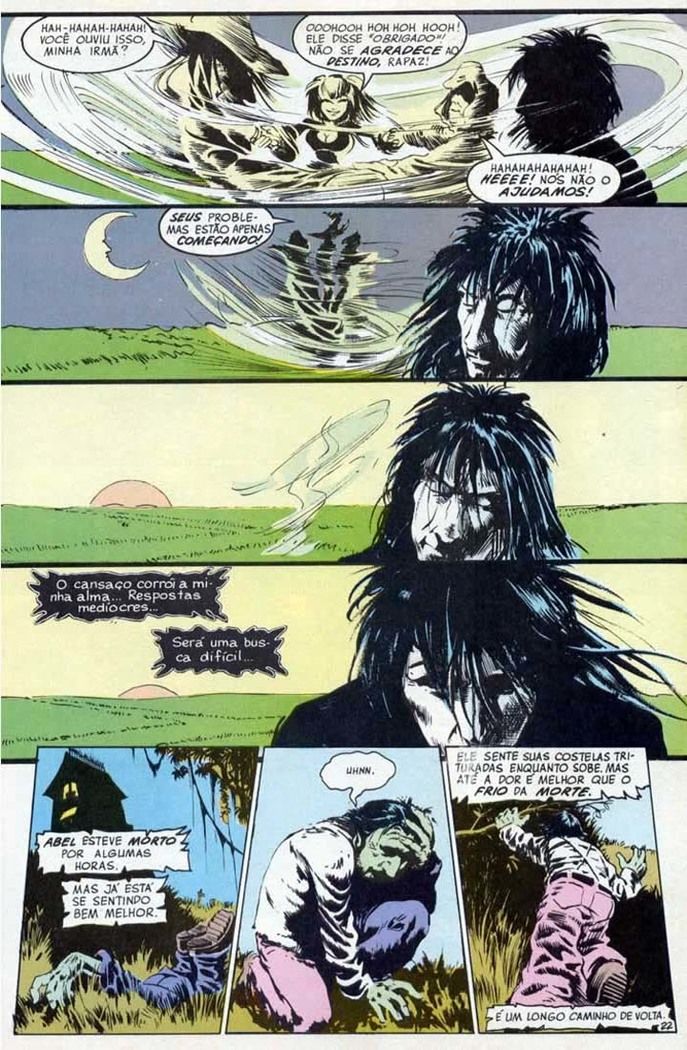 HAH-HAHAH-HAHAH!
VOCÊ OUVIU ISSO,
MINHA IRMÃ?
OOOHOOH HOH HOH HOOH!
ELE DISSE "OBRIGADO"!
NÃO SE AGRADECE AO
DESTINO, RAPAZ!
HAHAHAHAHAHAH!
HEEEE! NÓS NÃO O
AJUDAMOS!
SEUS PROBLE-
MAS ESTÃO APENAS
COMEÇANDO!
O cansaço corrói a mi
nha alma... Respostas
medíocres...
Será uma bus-
ca difícil...
ABEL ESTEVE MORTO
POR ALGUMAS
HORAS.
MAS JÁ ESTÁ
SE SENTINDO
BEM MELHOR.
UHNN.
ELE SENTE SUAS COSTELAS TRI-
TURADAS ENQUANTO SOBE. MAS
ATÉ A DOR É MELHOR QUE O
FRIO DA MORTE.
É UM LONGO CAMINHO DE VOLTA.
22